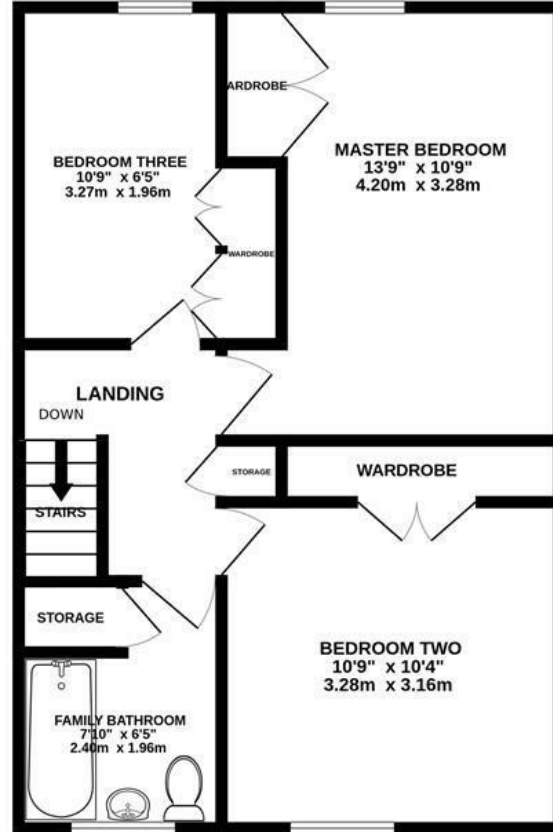 ARDROBE
MASTER BEDROOM
13'9" x 10'9"
4.20m x 3.28m
BEDROOM THREE
10'9" x 6'5"
3.27m x 1.96m
WARDROBE
LANDING
DOWN
STAIRS
STORAGE
WARDROBE
STORAGE
BEDROOM TWO
10'9" x 10'4"
3.28m x 3.16m
FAMILY BATHROOM
7'10" x 6'5"
2.40m x 1.96m